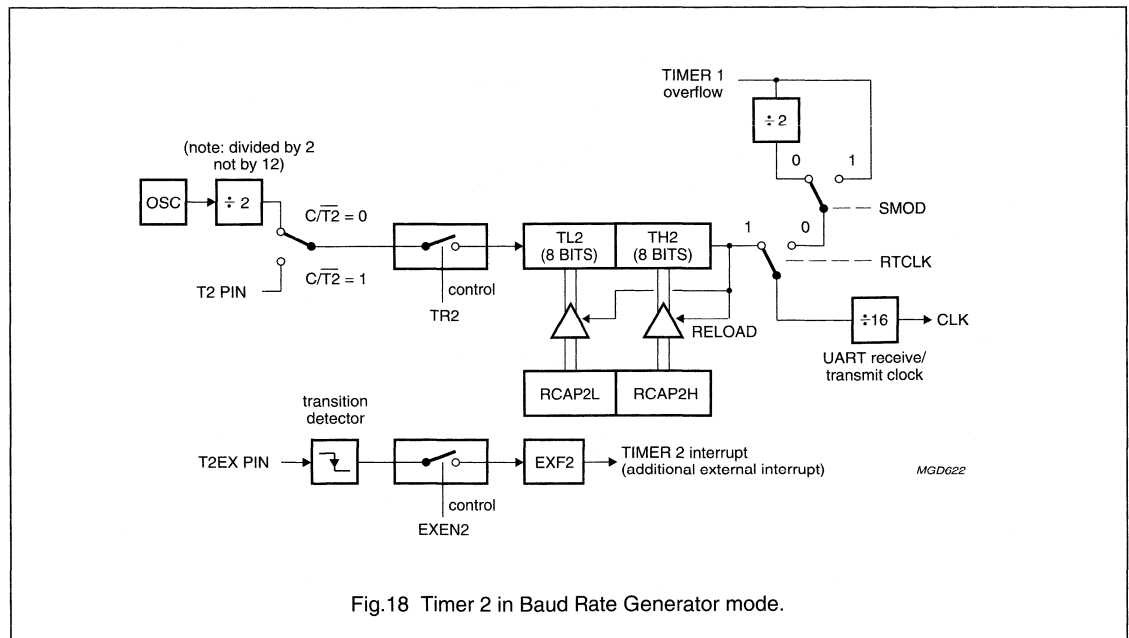 TIMER 1
overflow
÷ 2
0 1
SMOD
(note: divided by 2
not by 12)
OSC
÷ 2
C/T2̅ = 0
C/T2̅ = 1
T2 PIN
control
TR2
TL2
(8 BITS)
TH2
(8 BITS)
1 0
RTCLK
RELOAD
÷16
CLK
UART receive/
transmit clock
RCAP2L
RCAP2H
transition
detector
T2EX PIN
control
EXEN2
EXF2
TIMER 2 interrupt
(additional external interrupt)
MGD622
Fig.18 Timer 2 in Baud Rate Generator mode.